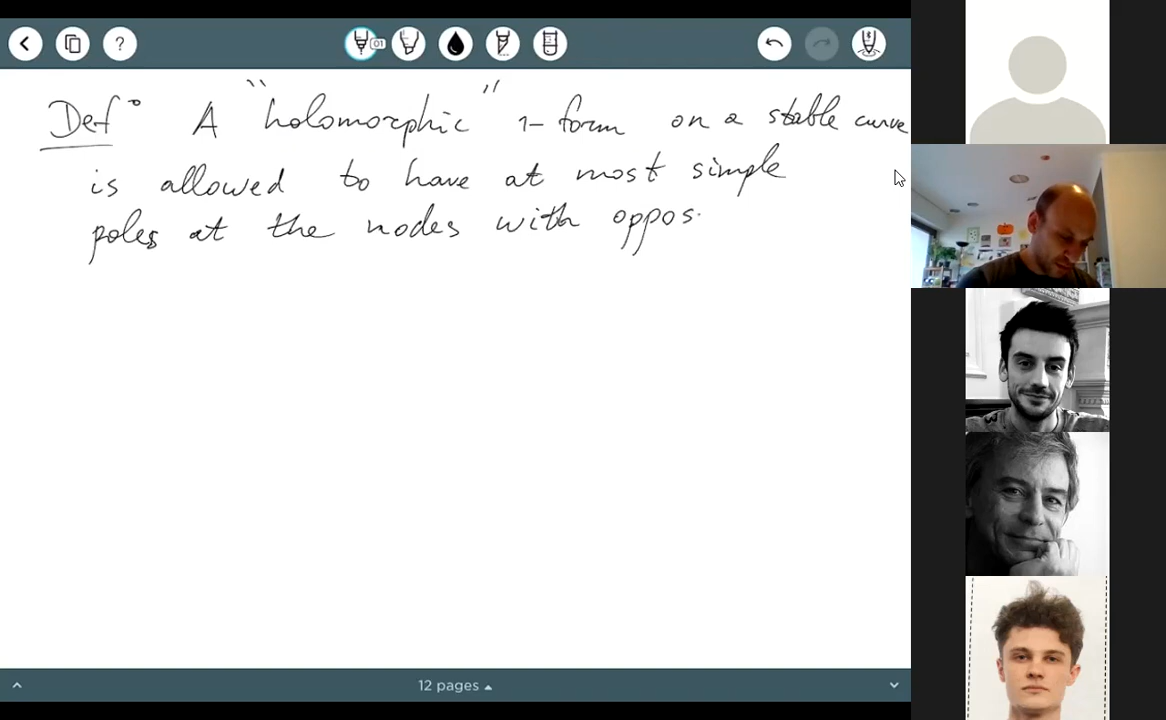 ?
01
Def° A "holomorphic" 1-form on a stable curve
is allowed to have at most simple
poles at the nodes with oppos
12 pages